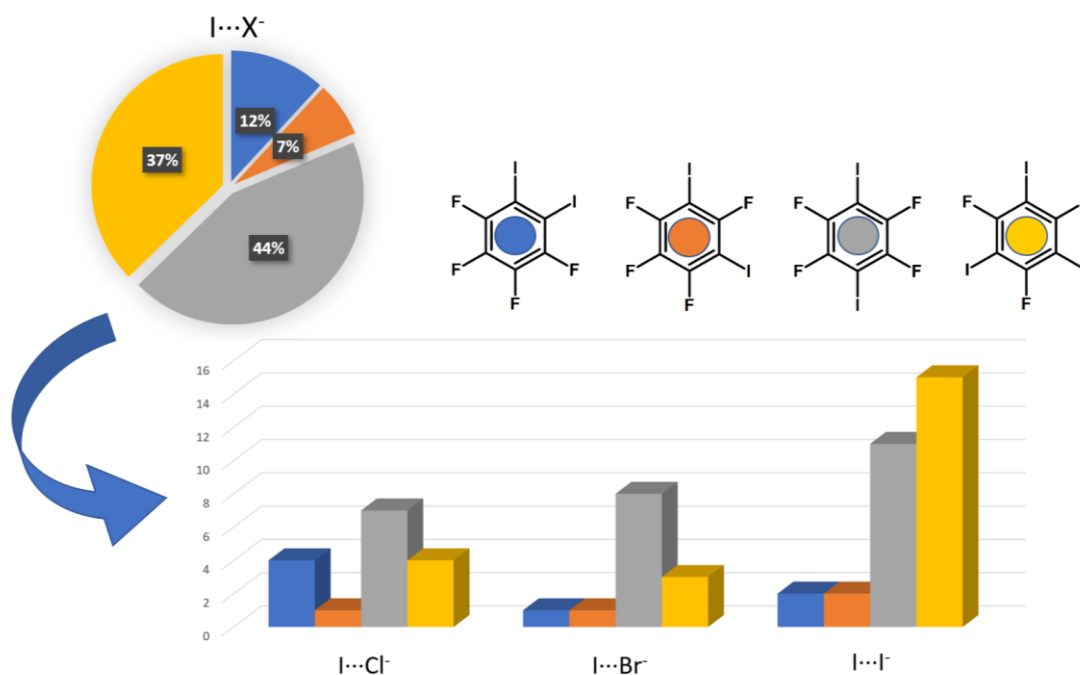 I···X⁻
12%
7%
37%
44%
I I I I
F I F F F F F I
F F F I F F I I
F F I F
16
14
12
10
8
6
4
2
0
I···Cl⁻ I···Br⁻ I···I⁻